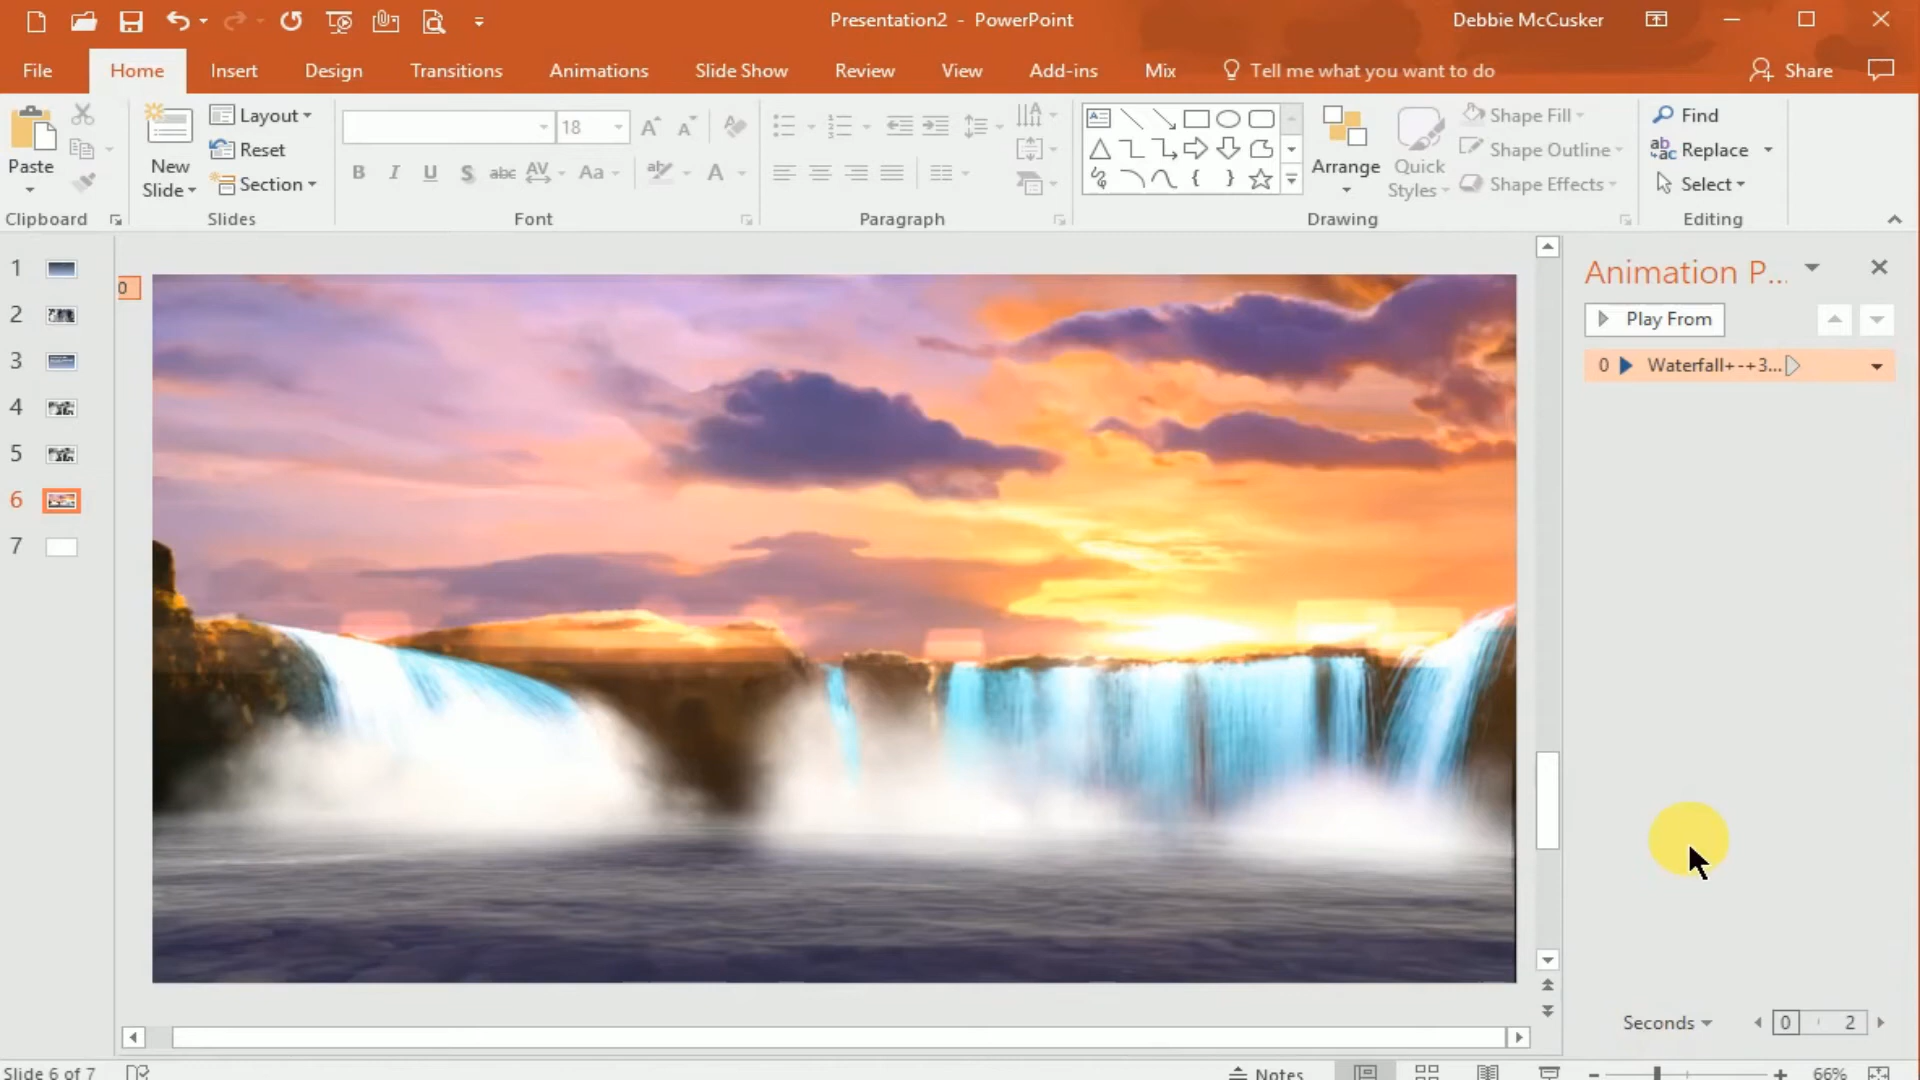 Presentation2 - PowerPoint
Debbie McCusker
File Home Insert Design Transitions Animations Slide Show Review View Add-ins Mix Tell me what you want to do Share
Paste
Clipboard
New Slide
Layout
Reset
Section
Slides
18
B I U S abc AV Aa A
Font
Paragraph
Arrange
Quick Styles
Shape Fill
Shape Outline
Shape Effects
Drawing
Find
Replace
Select
Editing
1
2
3
4
5
6
7
0
Animation P...
Play From
0 Waterfall+-+3...
Seconds 0 2
Slide 6 of 7
Notes
66%